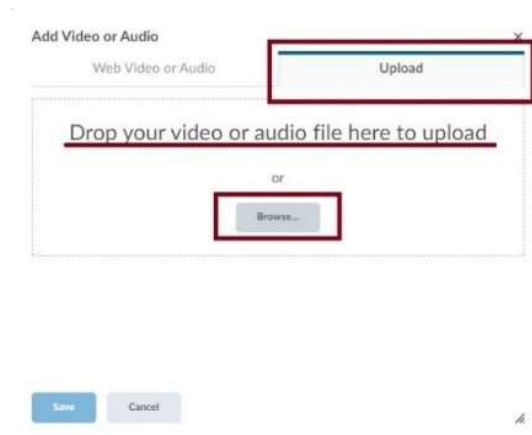 Add Video or Audio
Web Video or Audio
Upload
Drop your video or audio file here to upload
or
Browse...
Save
Cancel